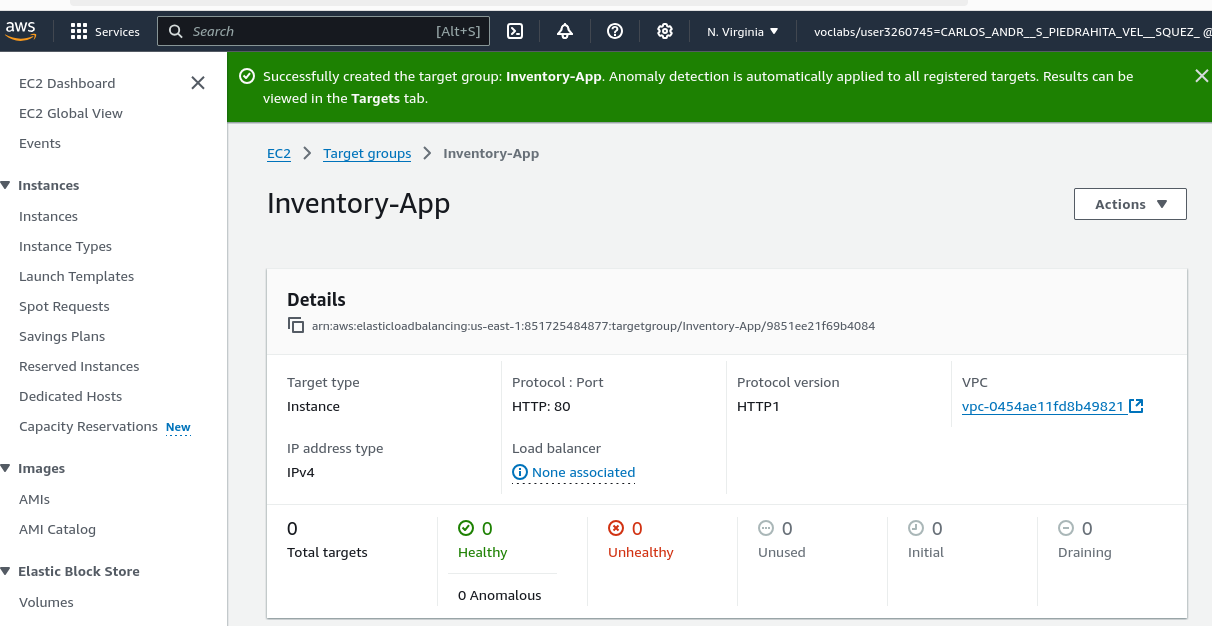 aws
Services
Search
[Alt+S]
N. Virginia
voclabs/user3260745=CARLOS_ANDR__S_PIEDRAHITA_VEL__SQUEZ_ @
EC2 Dashboard
EC2 Global View
Events
Instances
Instances
Instance Types
Launch Templates
Spot Requests
Savings Plans
Reserved Instances
Dedicated Hosts
Capacity Reservations New
Images
AMIs
AMI Catalog
Elastic Block Store
Volumes
Successfully created the target group: Inventory-App. Anomaly detection is automatically applied to all registered targets. Results can be
viewed in the Targets tab.
EC2 > Target groups > Inventory-App
Inventory-App
Actions
Details
arn:aws:elasticloadbalancing:us-east-1:851725484877:targetgroup/Inventory-App/9851ee21f69b4084
Target type
Instance
Protocol : Port
HTTP: 80
Protocol version
HTTP1
VPC
vpc-0454ae11fd8b49821
IP address type
IPv4
Load balancer
None associated
0
Total targets
0
Healthy
0 Anomalous
0
Unhealthy
0
Unused
0
Initial
0
Draining